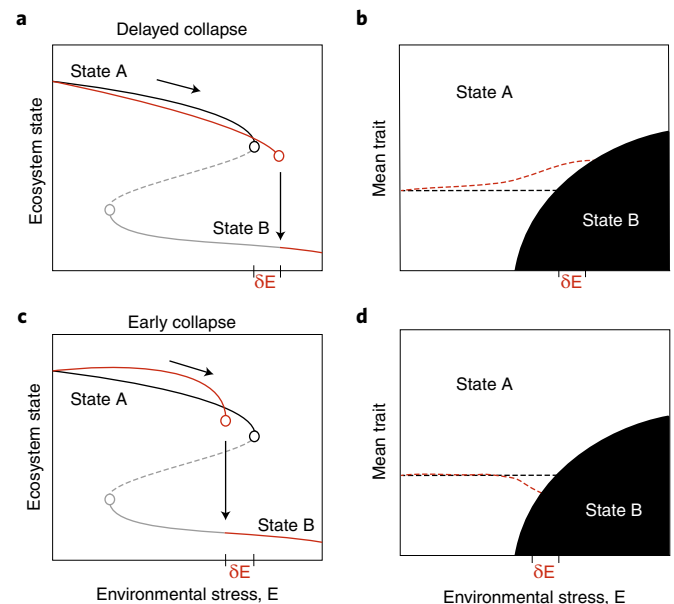 a
Delayed collapse
State A
Ecosystem state
State B
δE
b
State A
Mean trait
State B
δE
c
Early collapse
State A
Ecosystem state
State B
δE
Environmental stress, E
d
State A
Mean trait
State B
δE
Environmental stress, E